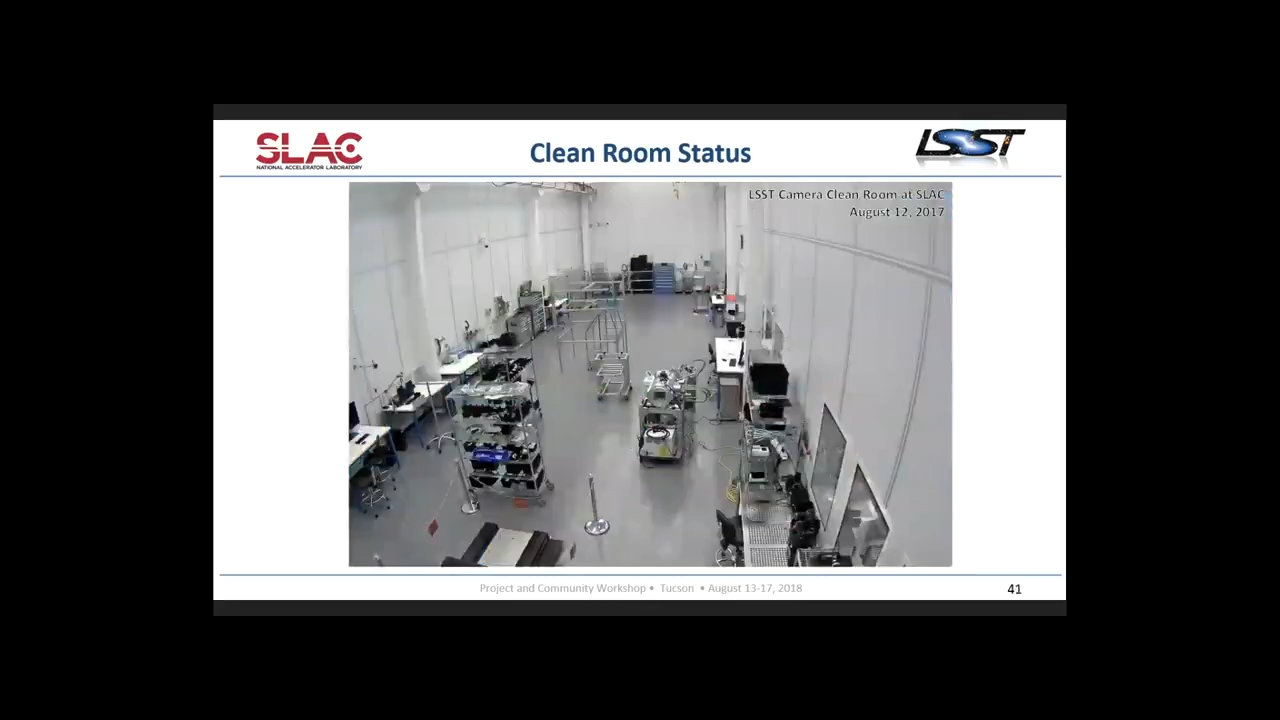 SLAC
NATIONAL ACCELERATOR LABORATORY
Clean Room Status
LSST
LSST Camera Clean Room at SLAC
August 12, 2017
Project and Community Workshop • Tucson • August 13-17, 2018
41